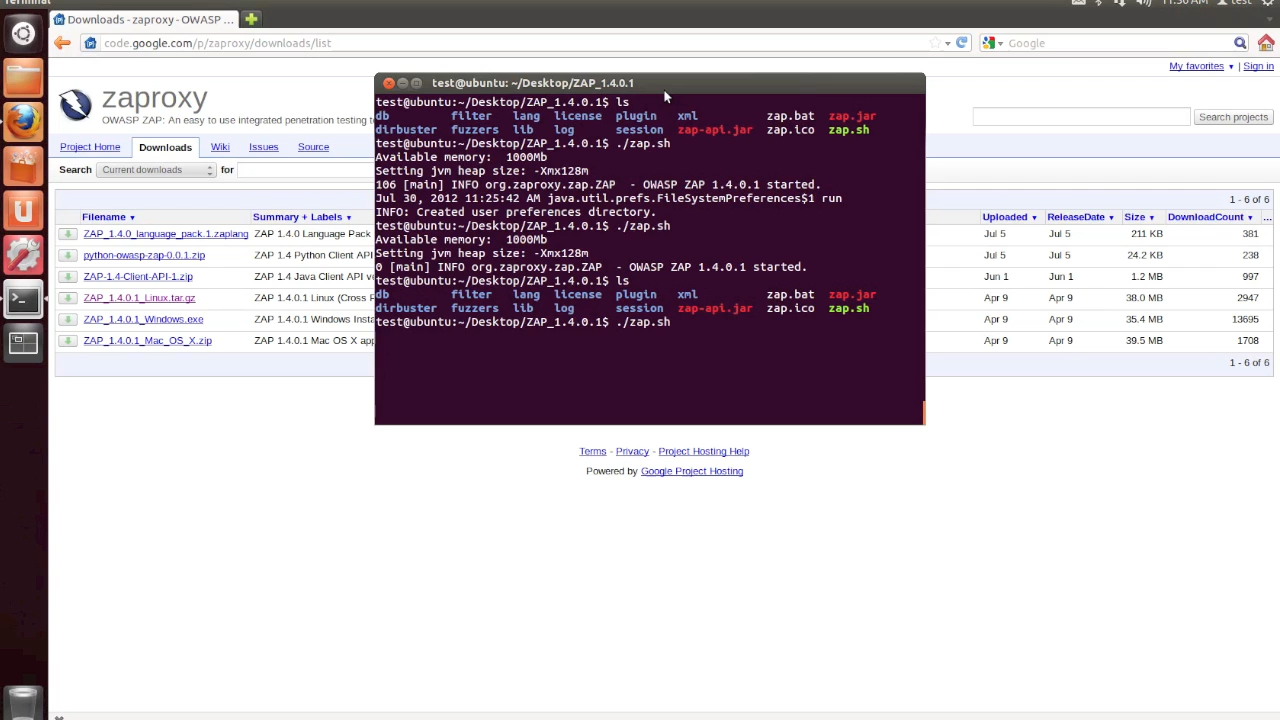 Terminal
11:30 AM test
Downloads - zaproxy - OWASP ...
code.google.com/p/zaproxy/downloads/list
Google
My favorites ▼ | Sign in
zaproxy
OWASP ZAP: An easy to use integrated penetration testing
Search projects
Project Home Downloads Wiki Issues Source
Search Current downloads for
1 - 6 of 6
Filename ▼ Summary + Labels ▼ Uploaded ▼ ReleaseDate ▼ Size ▼ DownloadCount ▼ ...
ZAP_1.4.0_language_pack.1.zaplang ZAP 1.4.0 Language Pack Jul 5 Jul 5 211 KB 381
python-owasp-zap-0.0.1.zip ZAP 1.4 Python Client API Jul 5 Jul 5 24.2 KB 238
ZAP-1.4-Client-API-1.zip ZAP 1.4 Java Client API Jun 1 Jun 1 1.2 MB 997
ZAP_1.4.0.1_Linux.tar.gz ZAP 1.4.0.1 Linux (Cross Apr 9 Apr 9 38.0 MB 2947
ZAP_1.4.0.1_Windows.exe ZAP 1.4.0.1 Windows Apr 9 Apr 9 35.4 MB 13695
ZAP_1.4.0.1_Mac_OS_X.zip ZAP 1.4.0.1 Mac OS X Apr 9 Apr 9 39.5 MB 1708
1 - 6 of 6
test@ubuntu: ~/Desktop/ZAP_1.4.0.1
test@ubuntu:~/Desktop/ZAP_1.4.0.1$ ls
db filter lang license plugin xml zap.bat zap.jar
dirbuster fuzzers lib log session zap-api.jar zap.ico zap.sh
test@ubuntu:~/Desktop/ZAP_1.4.0.1$ ./zap.sh
Available memory: 1000Mb
Setting jvm heap size: -Xmx128m
106 [main] INFO org.zaproxy.zap.ZAP - OWASP ZAP 1.4.0.1 started.
Jul 30, 2012 11:25:42 AM java.util.prefs.FileSystemPreferences$1 run
INFO: Created user preferences directory.
test@ubuntu:~/Desktop/ZAP_1.4.0.1$ ./zap.sh
Available memory: 1000Mb
Setting jvm heap size: -Xmx128m
0 [main] INFO org.zaproxy.zap.ZAP - OWASP ZAP 1.4.0.1 started.
test@ubuntu:~/Desktop/ZAP_1.4.0.1$ ls
db filter lang license plugin xml zap.bat zap.jar
dirbuster fuzzers lib log session zap-api.jar zap.ico zap.sh
test@ubuntu:~/Desktop/ZAP_1.4.0.1$ ./zap.sh
Terms - Privacy - Project Hosting Help
Powered by Google Project Hosting